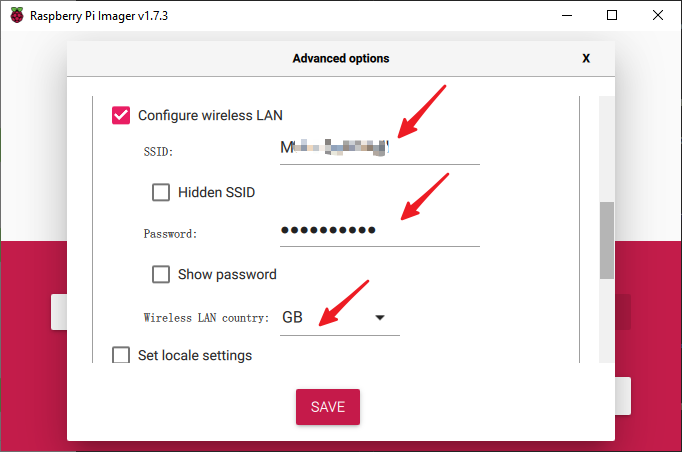 Raspberry Pi Imager v1.7.3
Advanced options
X
Configure wireless LAN
SSID:
Hidden SSID
Password: ●●●●●●●●●●
Show password
Wireless LAN country: GB
Set locale settings
SAVE